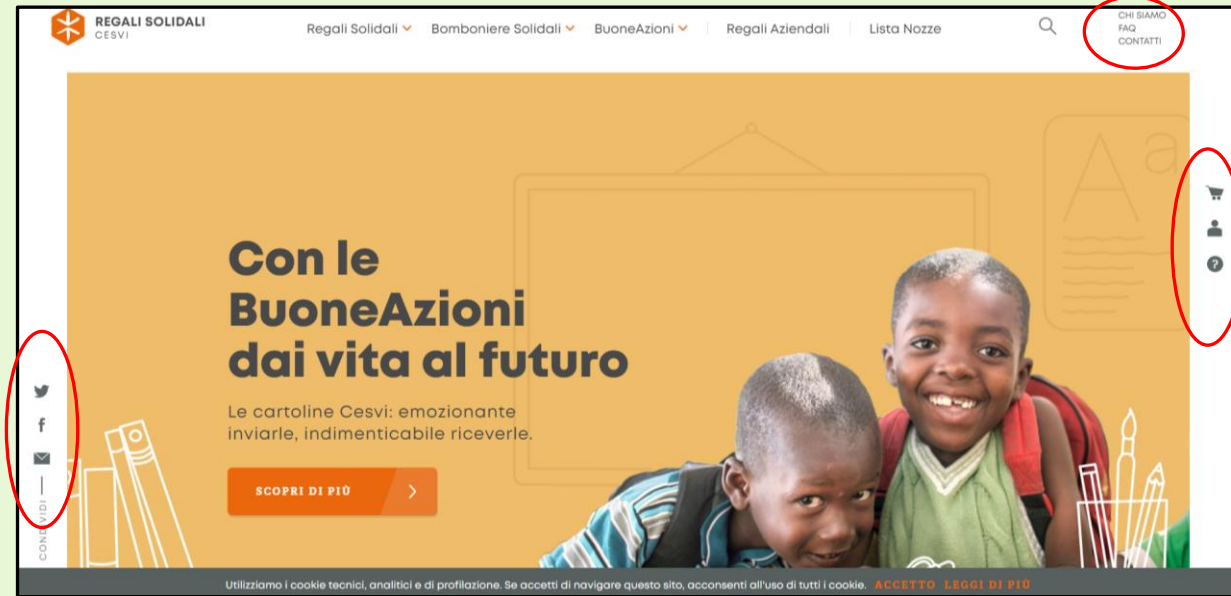 REGALI SOLIDALI
CESVI
Regali Solidali
Bomboniere Solidali
BuoneAzioni
Regali Aziendali
Lista Nozze
CHI SIAMO
FAQ
CONTATTI
Aa
Con le
BuoneAzioni
dai vita al futuro
Le cartoline Cesvi: emozionante
inviarle, indimenticabile riceverle.
SCOPRI DI PIÙ
CONDIVIDI
Utilizziamo i cookie tecnici, analitici e di profilazione. Se accetti di navigare questo sito, acconsenti all'uso di tutti i cookie. ACCETTO LEGGI DI PIÙ